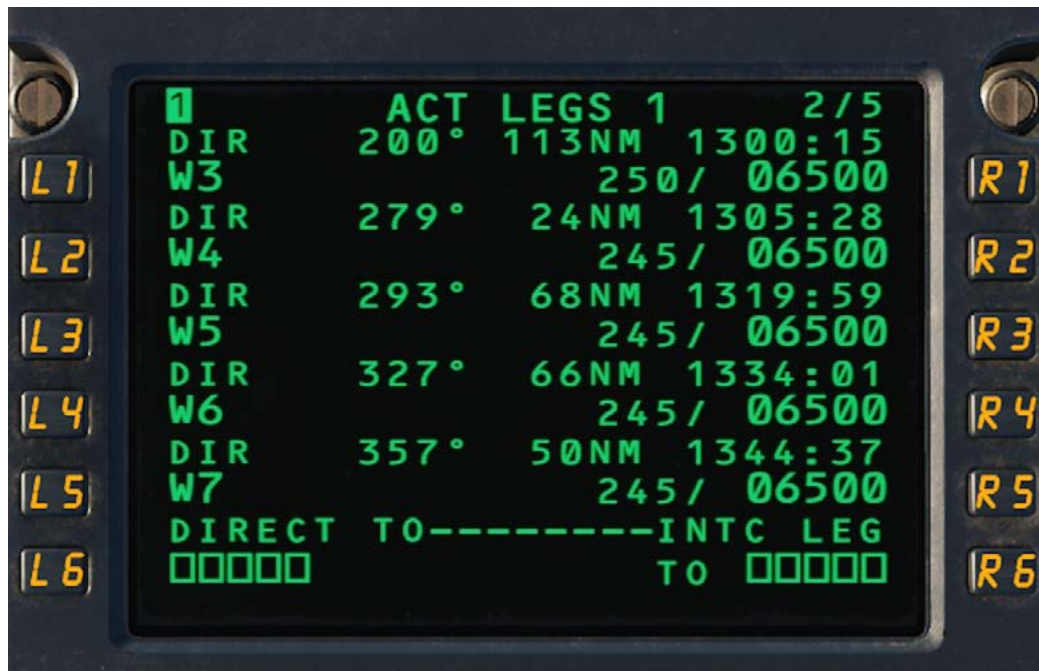 1 ACT LEGS 1 2/5
DIR 200° 113NM 1300:15
L1 W3 250/ 06500 R1
DIR 279° 24NM 1305:28
L2 W4 245/ 06500 R2
DIR 293° 68NM 1319:59
L3 W5 245/ 06500 R3
DIR 327° 66NM 1334:01
L4 W6 245/ 06500 R4
DIR 357° 50NM 1344:37
L5 W7 245/ 06500 R5
DIRECT TO--------INTC LEG
L6 □□□□□ TO □□□□□ R6